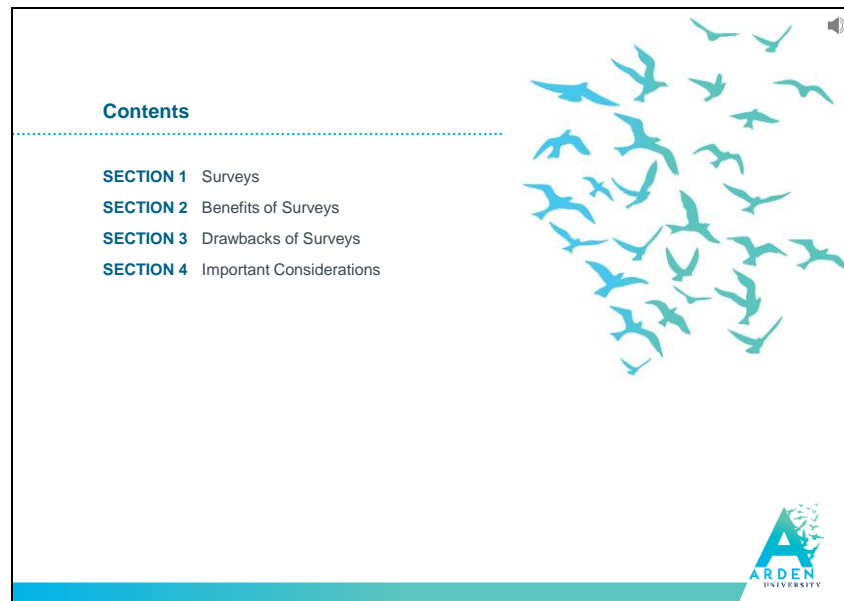 Contents
SECTION 1 Surveys
SECTION 2 Benefits of Surveys
SECTION 3 Drawbacks of Surveys
SECTION 4 Important Considerations
ARDEN
UNIVERSITY